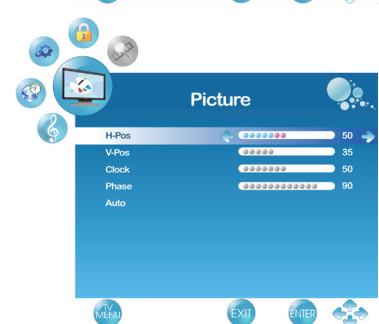 Picture
H-Pos 50
V-Pos 35
Clock 50
Phase 90
Auto
TV MENU EXIT ENTER